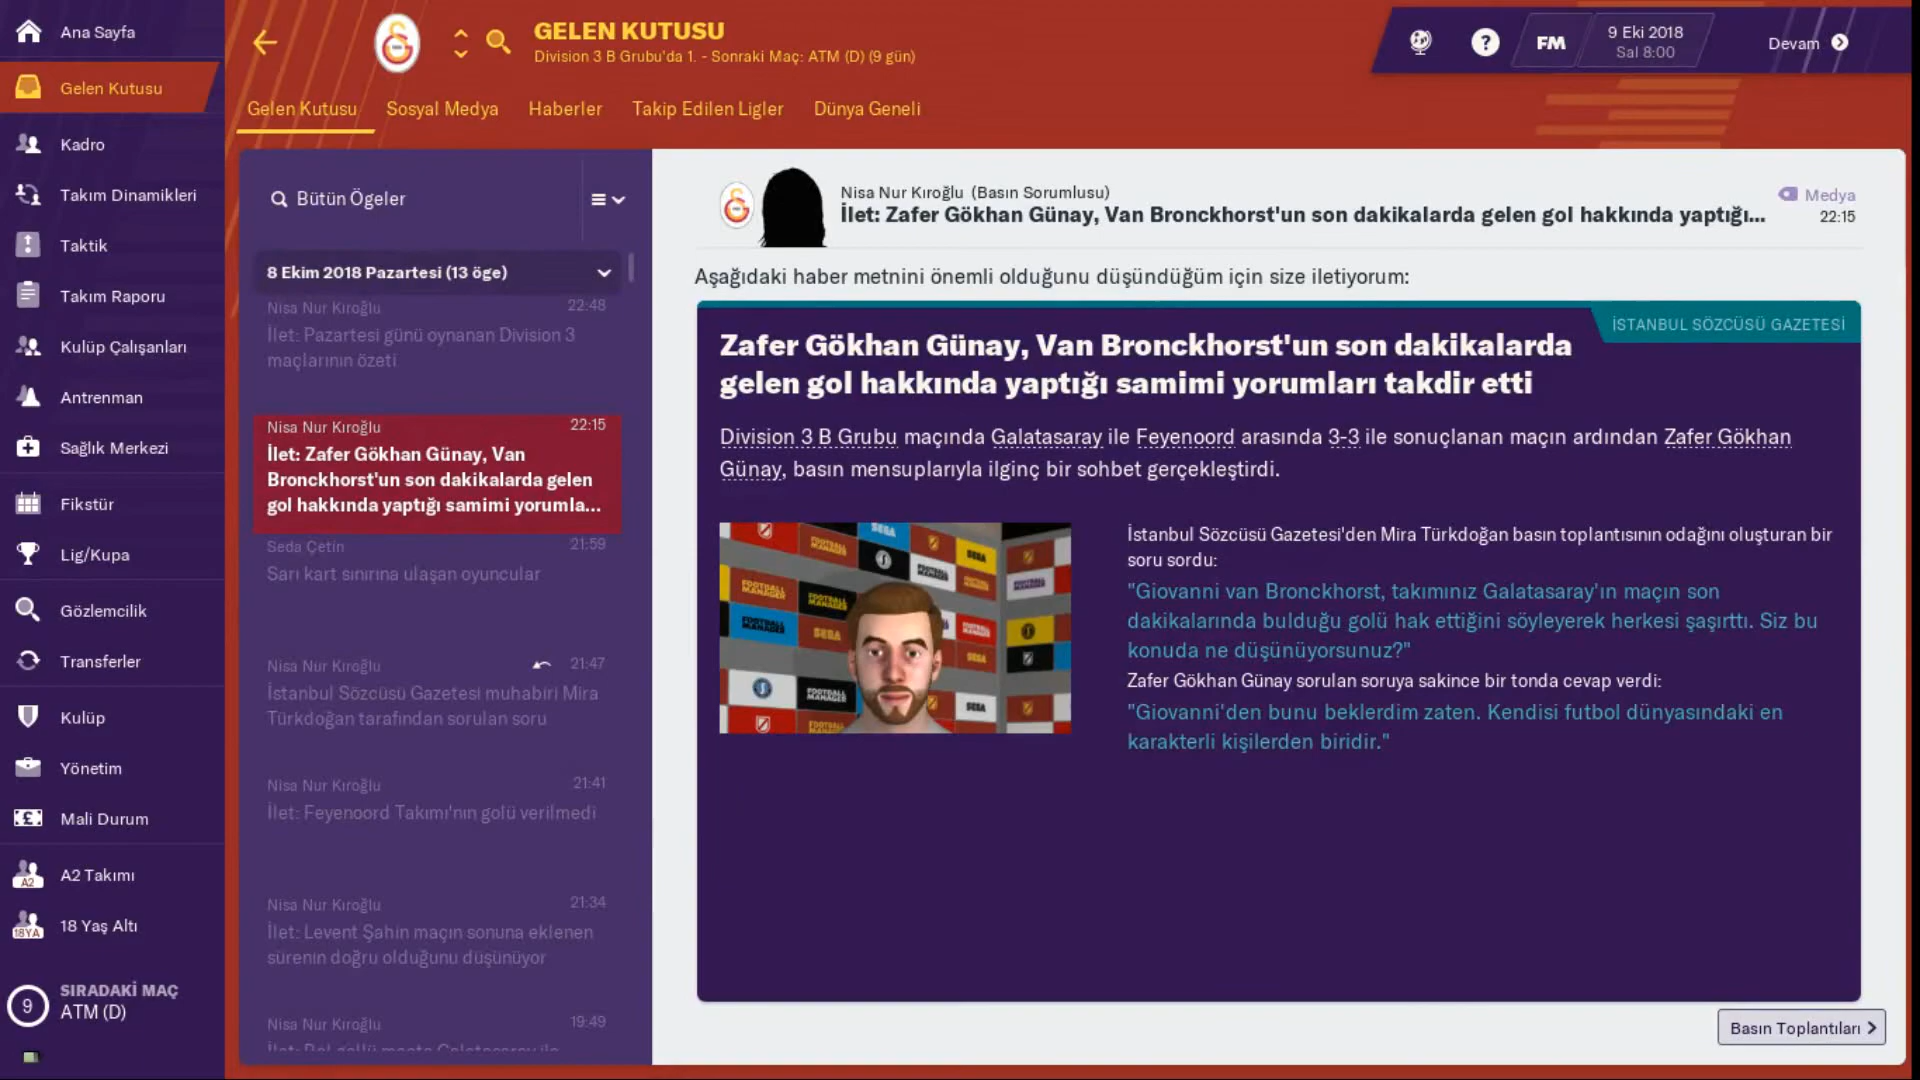 Ana Sayfa
Gelen Kutusu
Kadro
Takım Dinamikleri
Taktik
Takım Raporu
Kulüp Çalışanları
Antrenman
Sağlık Merkezi
Fikstür
Lig/Kupa
Gözlemcilik
Transferler
Kulüp
Yönetim
Mali Durum
A2 Takımı
A2
18 Yaş Altı
18YA
9
SIRADAKİ MAÇ
ATM (D)
GELEN KUTUSU
Division 3 B Grubu'da 1. - Sonraki Maç: ATM (D) (9 gün)
FM
9 Eki 2018
Sal 8:00
Devam
Gelen Kutusu
Sosyal Medya
Haberler
Takip Edilen Ligler
Dünya Geneli
Bütün Ögeler
8 Ekim 2018 Pazartesi (13 öge)
Nisa Nur Kıroğlu 22:48
İlet: Pazartesi günü oynanan Division 3
maçlarının özeti
Nisa Nur Kıroğlu 22:15
İlet: Zafer Gökhan Günay, Van
Bronckhorst'un son dakikalarda gelen
gol hakkında yaptığı samimi yorumla...
Seda Çetin 21:59
Sarı kart sınırına ulaşan oyuncular
Nisa Nur Kıroğlu 21:47
İstanbul Sözcüsü Gazetesi muhabiri Mira
Türkdoğan tarafından sorulan soru
Nisa Nur Kıroğlu 21:41
İlet: Feyenoord Takımı'nın golü verilmedi
Nisa Nur Kıroğlu 21:34
İlet: Levent Şahin maçın sonuna eklenen
sürenin doğru olduğunu düşünüyor
Nisa Nur Kıroğlu 19:49
Nisa Nur Kıroğlu (Basın Sorumlusu)
İlet: Zafer Gökhan Günay, Van Bronckhorst'un son dakikalarda gelen gol hakkında yaptığı...
Medya
22:15
Aşağıdaki haber metnini önemli olduğunu düşündüğüm için size iletiyorum:
İSTANBUL SÖZCÜSÜ GAZETESİ
Zafer Gökhan Günay, Van Bronckhorst'un son dakikalarda
gelen gol hakkında yaptığı samimi yorumları takdir etti
Division 3 B Grubu maçında Galatasaray ile Feyenoord arasında 3-3 ile sonuçlanan maçın ardından Zafer Gökhan
Günay, basın mensuplarıyla ilginç bir sohbet gerçekleştirdi.
İstanbul Sözcüsü Gazetesi'den Mira Türkdoğan basın toplantısının odağını oluşturan bir
soru sordu:
"Giovanni van Bronckhorst, takımınız Galatasaray'ın maçın son
dakikalarında bulduğu golü hak ettiğini söyleyerek herkesi şaşırttı. Siz bu
konuda ne düşünüyorsunuz?"
Zafer Gökhan Günay sorulan soruya sakince bir tonda cevap verdi:
"Giovanni'den bunu beklerdim zaten. Kendisi futbol dünyasındaki en
karakterli kişilerden biridir."
Basın Toplantıları